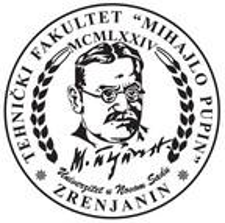 TEHNIČKI FAKULTET "MIHAJLO PUPIN"
MCMLXXIV
Univerzitet u Novom Sadu
ZRENJANIN